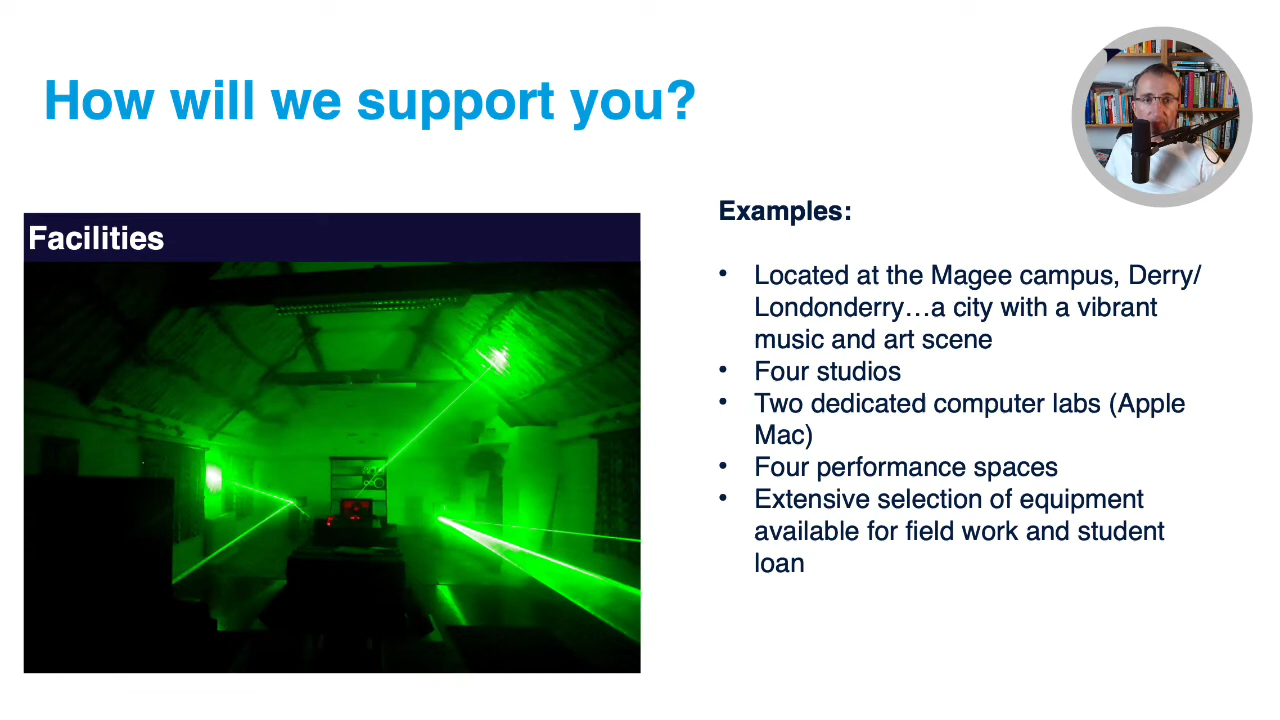 How will we support you?
Facilities
Examples:
• Located at the Magee campus, Derry/
Londonderry…a city with a vibrant
music and art scene
• Four studios
• Two dedicated computer labs (Apple
Mac)
• Four performance spaces
• Extensive selection of equipment
available for field work and student
loan